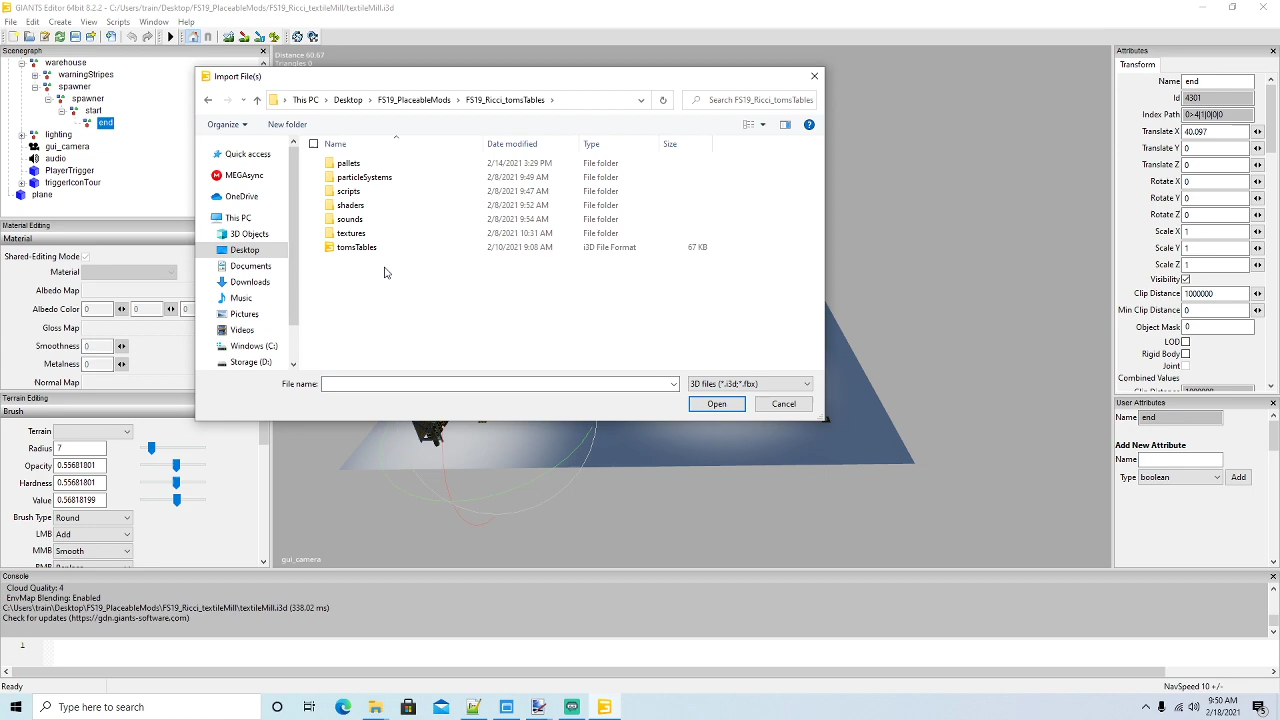 GIANTS Editor 64bit 8.2.2 - C:/Users/train/Desktop/FS19_PlaceableMods/FS19_Ricci_textileMill/textileMill.i3d
File Edit Create View Scripts Window Help
Scenegraph
warehouse
warningStripes
spawner
spawner
start
end
lighting
gui_camera
audio
PlayerTrigger
triggerIconTour
plane
Material Editing
Material
Shared-Editing Mode
Material
Albedo Map
Albedo Color 0 0 0
Gloss Map
Smoothness 0
Metalness 0
Normal Map
Terrain Editing
Brush
Terrain
Radius 7
Opacity 0.55681801
Hardness 0.55681801
Value 0.56818199
Brush Type Round
LMB Add
MMB Smooth
Distance 60.67
Triangles 0
Import File(s)
This PC Desktop FS19_PlaceableMods FS19_Ricci_tomsTables
Search FS19_Ricci_tomsTables
Organize New folder
Quick access
MEGAsync
OneDrive
This PC
3D Objects
Desktop
Documents
Downloads
Music
Pictures
Videos
Windows (C:)
Storage (D:)
Name Date modified Type Size
pallets 2/14/2021 3:29 PM File folder
particleSystems 2/8/2021 9:49 AM File folder
scripts 2/8/2021 9:47 AM File folder
shaders 2/8/2021 9:52 AM File folder
sounds 2/8/2021 9:54 AM File folder
textures 2/8/2021 10:31 AM File folder
tomsTables 2/10/2021 9:08 AM i3D File Format 67 KB
File name: 3D files (*.i3d;*.fbx)
Open Cancel
gui_camera
Attributes
Transform
Name end
Id 4301
Index Path 0>4|1|0|0|0
Translate X 40.097
Translate Y 0
Translate Z 0
Rotate X 0
Rotate Y 0
Rotate Z 0
Scale X 1
Scale Y 1
Scale Z 1
Visibility
Clip Distance 1000000
Min Clip Distance 0
Object Mask 0
LOD
Rigid Body
Joint
Combined Values
User Attributes
Name end
Add New Attribute
Name
Type boolean Add
Console
Cloud Quality: 4
EnvMap Blending: Enabled
C:\Users\train\Desktop\FS19_PlaceableMods\FS19_Ricci_textileMill\textileMill.i3d (338.02 ms)
Check for updates (https://gdn.giants-software.com)
1
Ready
NavSpeed 10 +/-
Type here to search
9:50 AM
2/18/2021